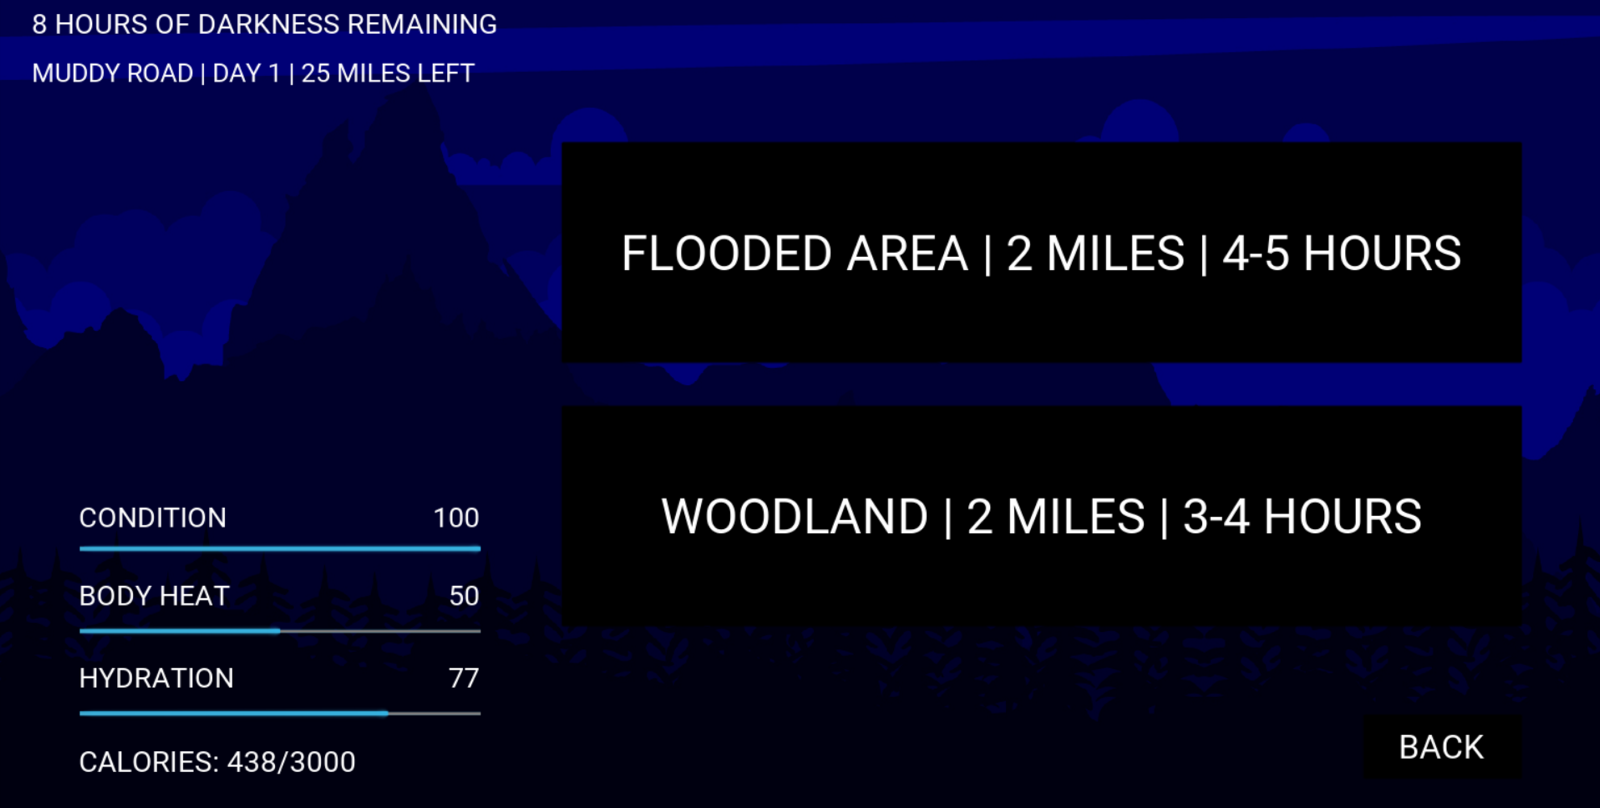 8 HOURS OF DARKNESS REMAINING
MUDDY ROAD | DAY 1 | 25 MILES LEFT
FLOODED AREA | 2 MILES | 4-5 HOURS
WOODLAND | 2 MILES | 3-4 HOURS
CONDITION 100
BODY HEAT 50
HYDRATION 77
CALORIES: 438/3000
BACK